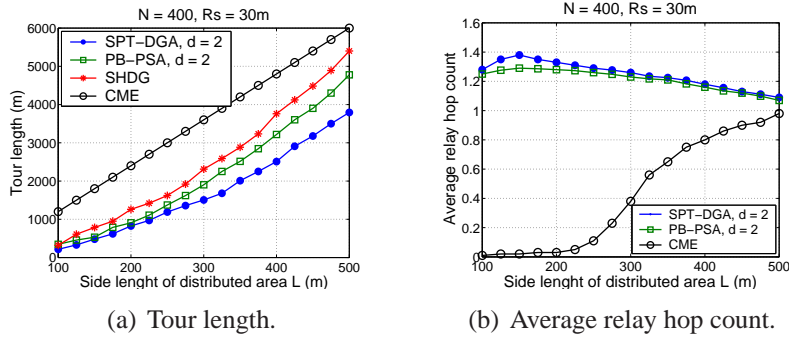 N = 400, Rs = 30m
6000
5000
4000
3000
2000
1000
0
Tour length (m)
SPT−DGA, d = 2
PB−PSA, d = 2
SHDG
CME
100 200 300 400 500
Side lenght of distributed area L (m)
(a) Tour length.
N = 400, Rs = 30m
1.6
1.4
1.2
1
0.8
0.6
0.4
0.2
0
Average relay hop count
SPT−DGA, d = 2
PB−PSA, d = 2
CME
100 200 300 400 500
Side lenght of distributed area L (m)
(b) Average relay hop count.